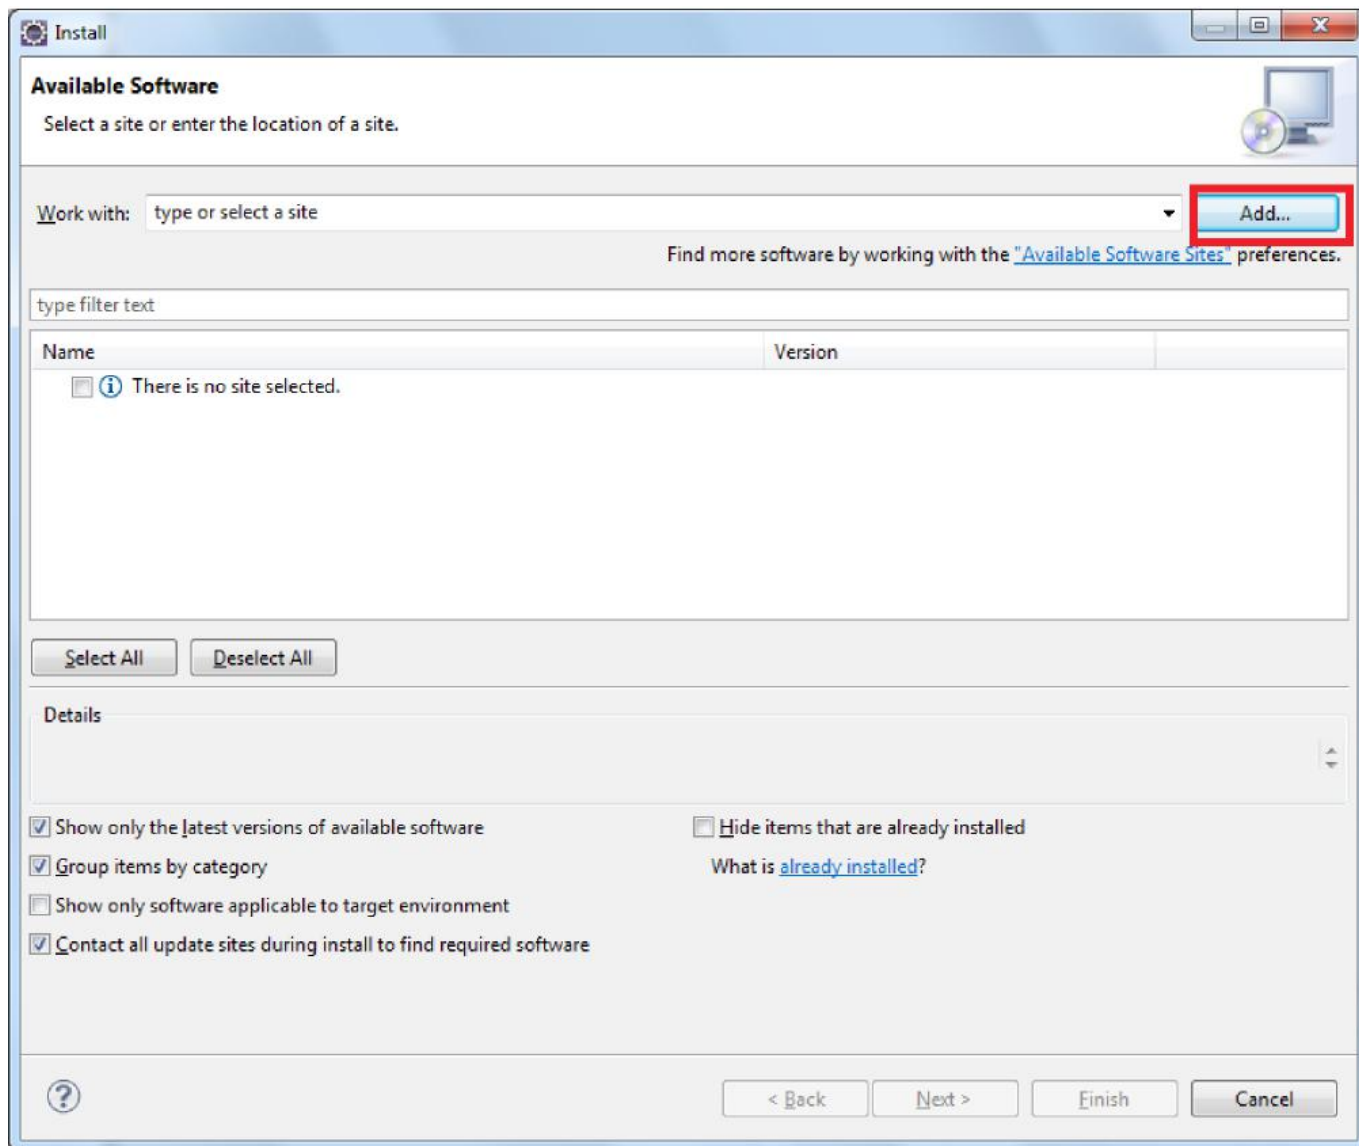 Install
Available Software
Select a site or enter the location of a site.
Work with: type or select a site Add...
Find more software by working with the "Available Software Sites" preferences.
type filter text
Name Version
There is no site selected.
Select All Deselect All
Details
Show only the latest versions of available software Hide items that are already installed
Group items by category What is already installed?
Show only software applicable to target environment
Contact all update sites during install to find required software
< Back Next > Finish Cancel